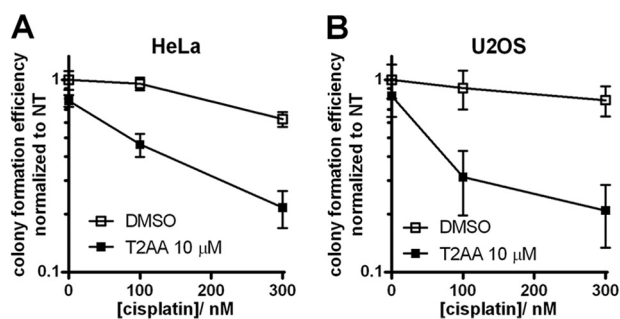 A
HeLa
colony formation efficiency
normalized to NT
1
0.1
DMSO
T2AA 10 µM
0 100 200 300
[cisplatin]/ nM
B
U2OS
colony formation efficiency
normalized to NT
1
0.1
DMSO
T2AA 10 µM
0 100 200 300
[cisplatin]/ nM